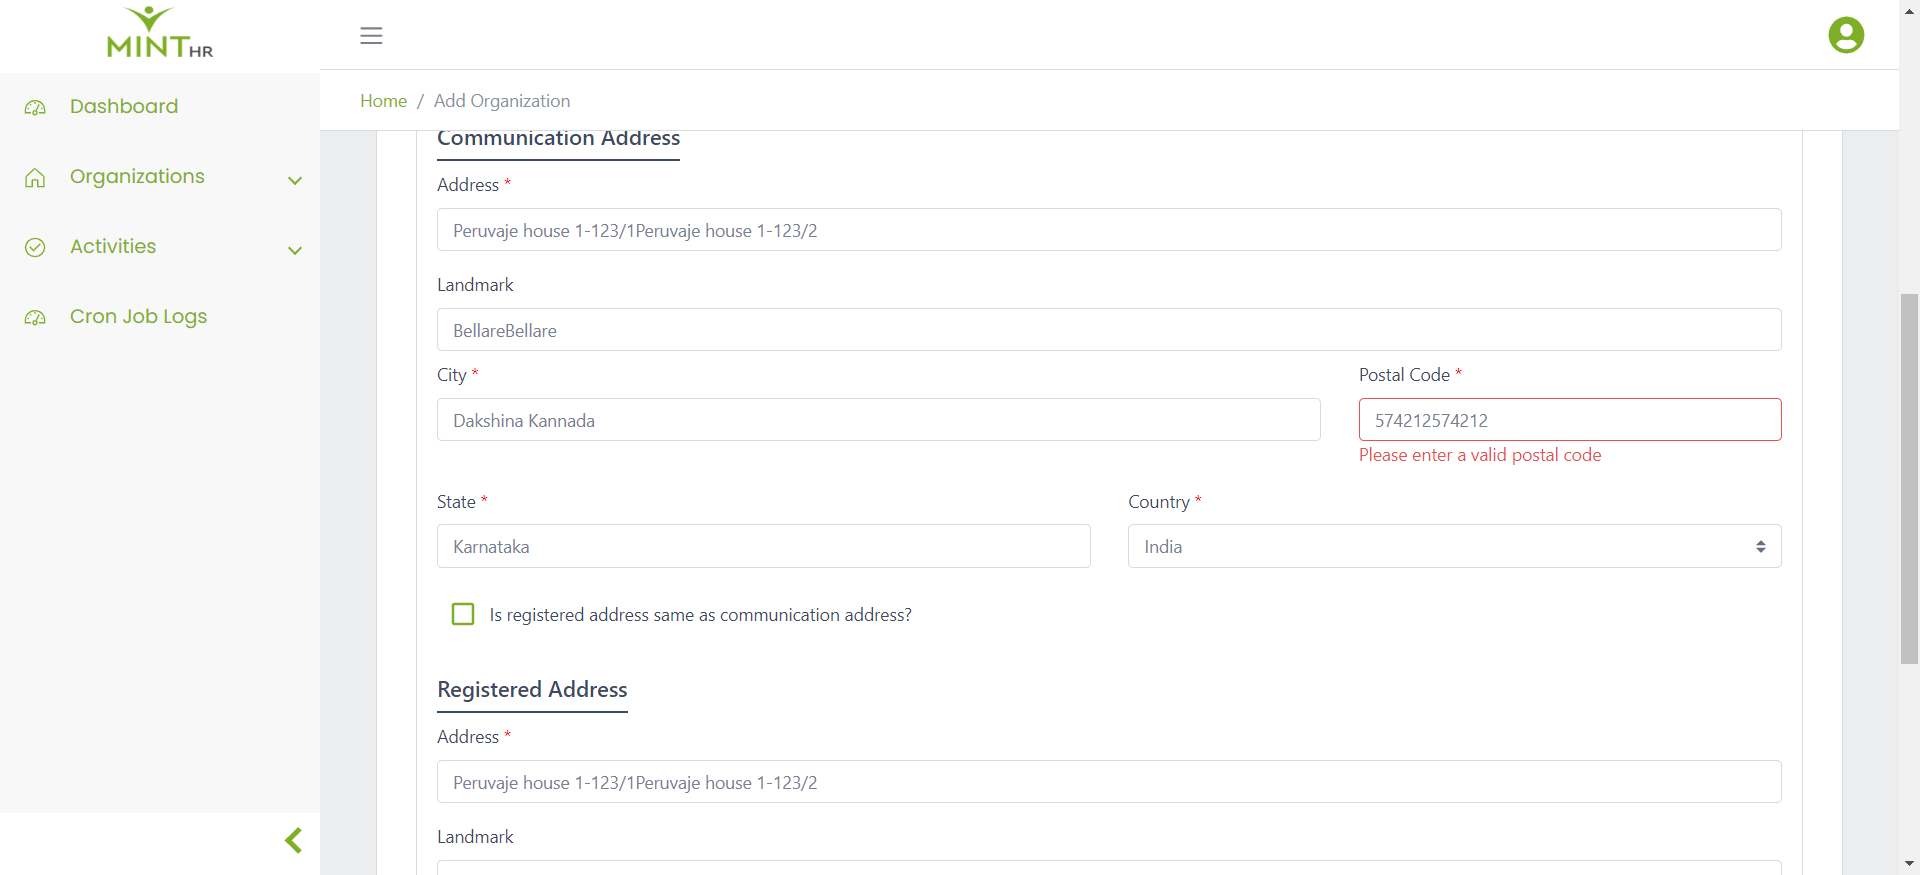 MINT HR
Dashboard
Organizations
Activities
Cron Job Logs
Home / Add Organization
Communication Address
Address *
Peruvaje house 1-123/1Peruvaje house 1-123/2
Landmark
BellareBellare
City *
Postal Code *
Dakshina Kannada
574212574212
Please enter a valid postal code
State *
Country *
Karnataka
India
Is registered address same as communication address?
Registered Address
Address *
Peruvaje house 1-123/1Peruvaje house 1-123/2
Landmark